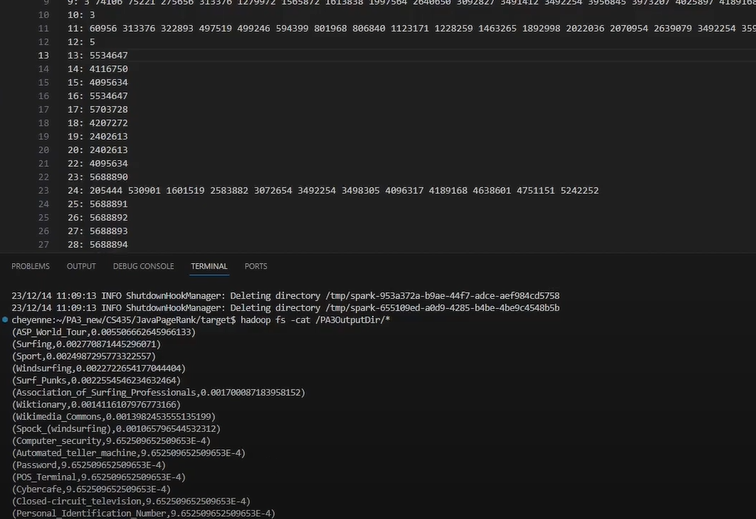 9 9: 3 74106 75221 275656 313376 1279972 1565872 1613838 1997564 2640650 3092827 3491412 3492254 3956845 3973207 4025897 4189168
10 10: 3
11 11: 60956 313376 322893 497519 499246 594399 801968 806840 1123171 1228259 1463265 1892998 2022036 2070954 2639079 3492254 359
12 12: 5
13 13: 5534647
14 14: 4116750
15 15: 4095634
16 16: 5534647
17 17: 5703728
18 18: 4207272
19 19: 2402613
20 20: 2402613
21 22: 4095634
22 23: 5688890
23 24: 205444 530901 1601519 2583882 3072654 3492254 3498305 4096317 4189168 4638601 4751151 5242252
24 25: 5688891
25 26: 5688892
26 27: 5688893
27 28: 5688894
PROBLEMS OUTPUT DEBUG CONSOLE TERMINAL PORTS
23/12/14 11:09:13 INFO ShutdownHookManager: Deleting directory /tmp/spark-953a372a-b9ae-44f7-adce-aef984cd5758
23/12/14 11:09:13 INFO ShutdownHookManager: Deleting directory /tmp/spark-655109ed-a0d9-4285-b4be-4be9c4548b5b
cheyenne:~/PA3_new/CS435/JavaPageRank/target$ hadoop fs -cat /PA3OutputDir/*
(ASP_World_Tour,0.005506662645966133)
(Surfing,0.002770871445296071)
(Sport,0.0024987295773322557)
(Windsurfing,0.0022722654177044404)
(Surf_Punks,0.0022554546234632464)
(Association_of_Surfing_Professionals,0.001700087183958152)
(Wiktionary,0.0014116107976773166)
(Wikimedia_Commons,0.0013982453555135199)
(Spock_(windsurfing),0.001065796544532312)
(Computer_security,9.652509652509653E-4)
(Automated_teller_machine,9.652509652509653E-4)
(Password,9.652509652509653E-4)
(POS_Terminal,9.652509652509653E-4)
(Cybercafe,9.652509652509653E-4)
(Closed-circuit_television,9.652509652509653E-4)
(Personal_Identification_Number,9.652509652509653E-4)